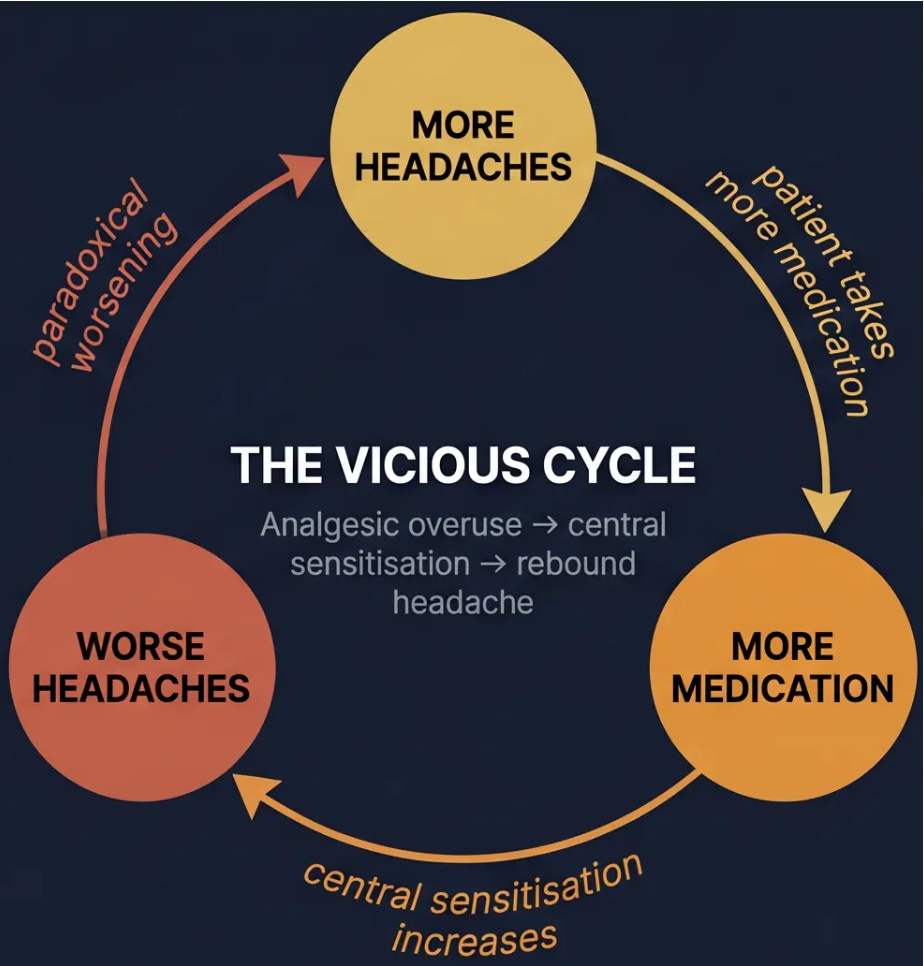 MORE
HEADACHES
patient takes
more medication
paradoxical
worsening
THE VICIOUS CYCLE
Analgesic overuse → central
sensitisation → rebound
headache
WORSE
HEADACHES
MORE
MEDICATION
central sensitisation
increases